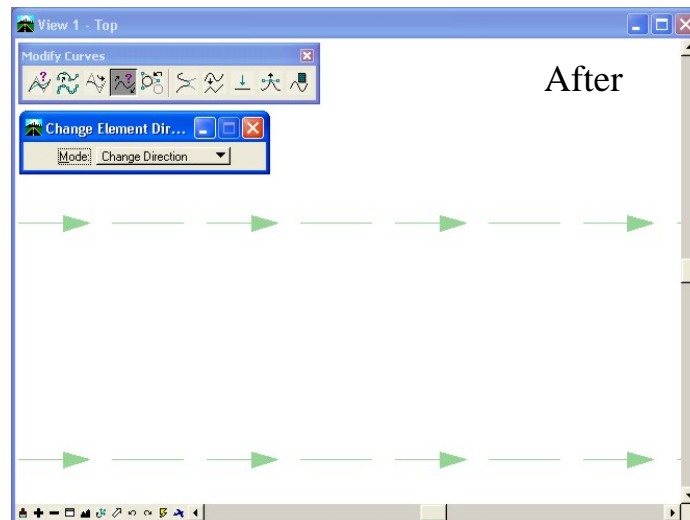 View 1 - Top
Modify Curves
After
Change Element Dir...
Mode: Change Direction